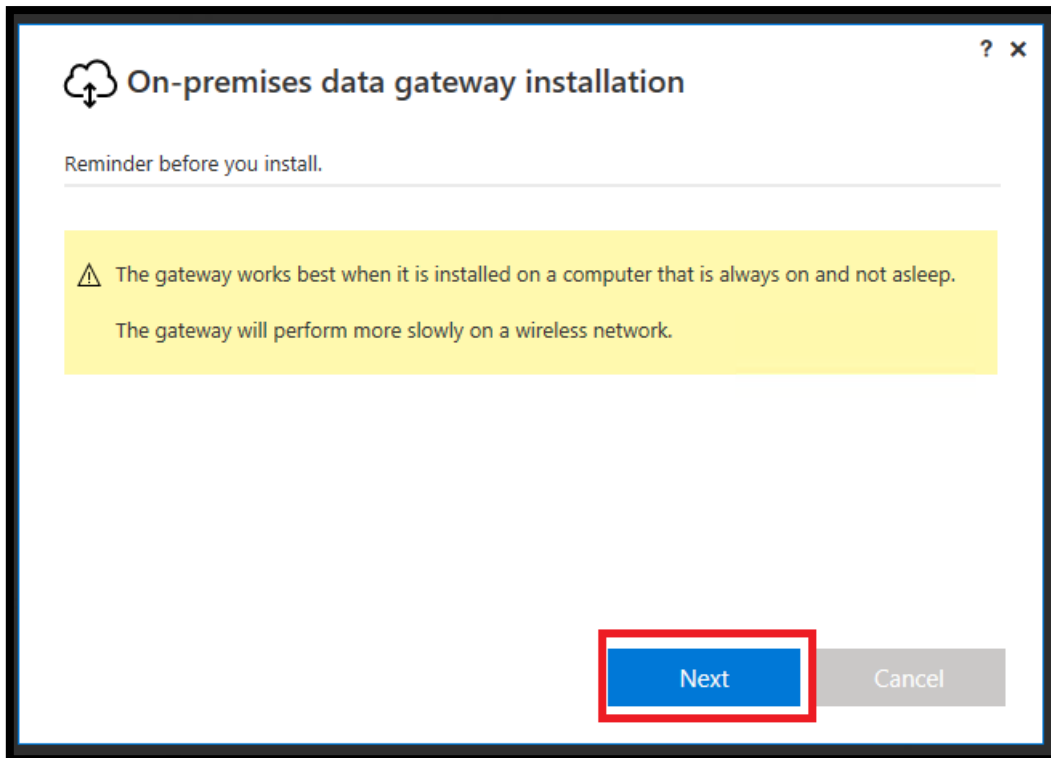 ? ×
On-premises data gateway installation
Reminder before you install.
The gateway works best when it is installed on a computer that is always on and not asleep.
The gateway will perform more slowly on a wireless network.
Next Cancel